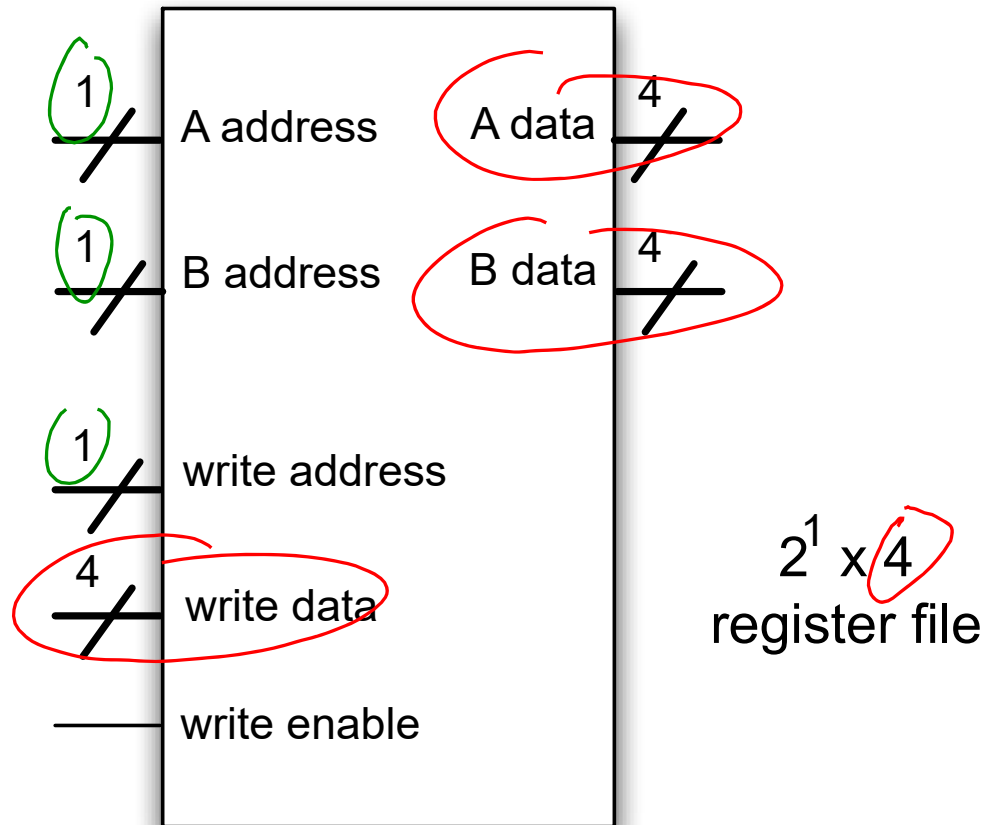 1
A address
A data
4
1
B address
B data
4
1
write address
4
write data
write enable
2^1 x 4
register file